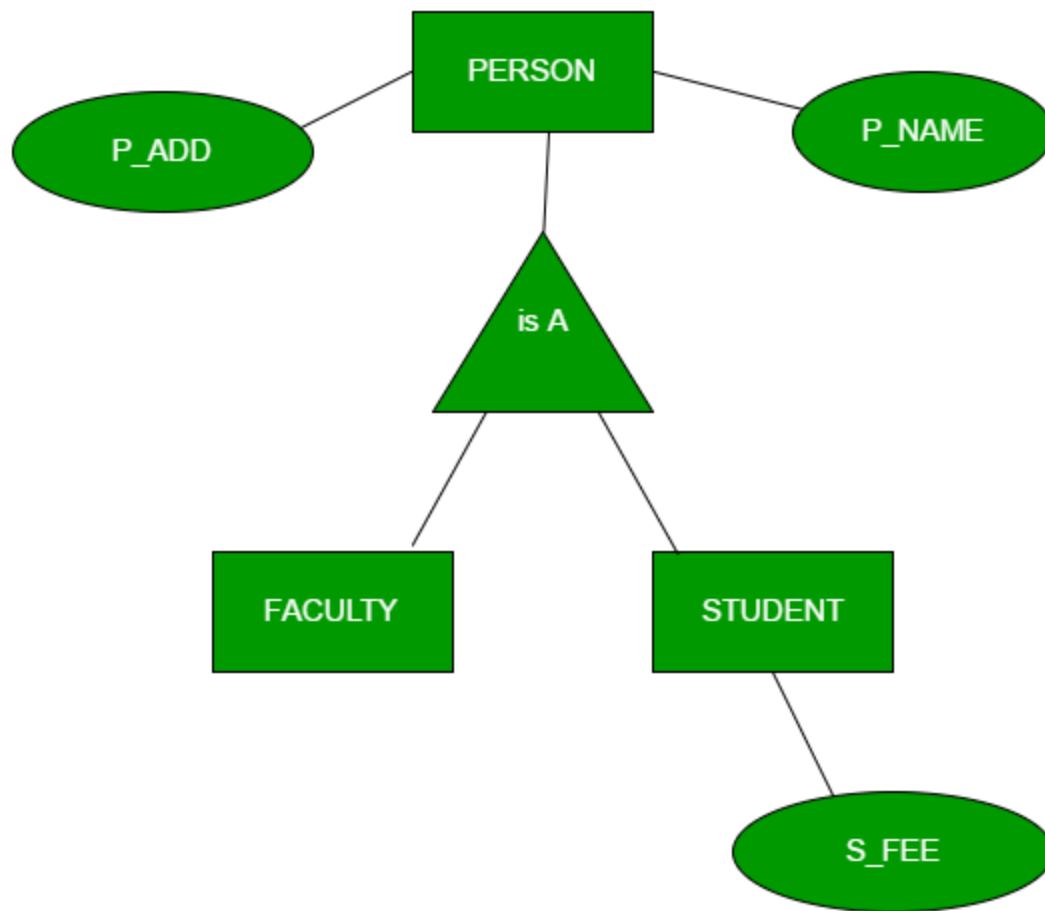 PERSON
P_ADD
P_NAME
is A
FACULTY
STUDENT
S_FEE